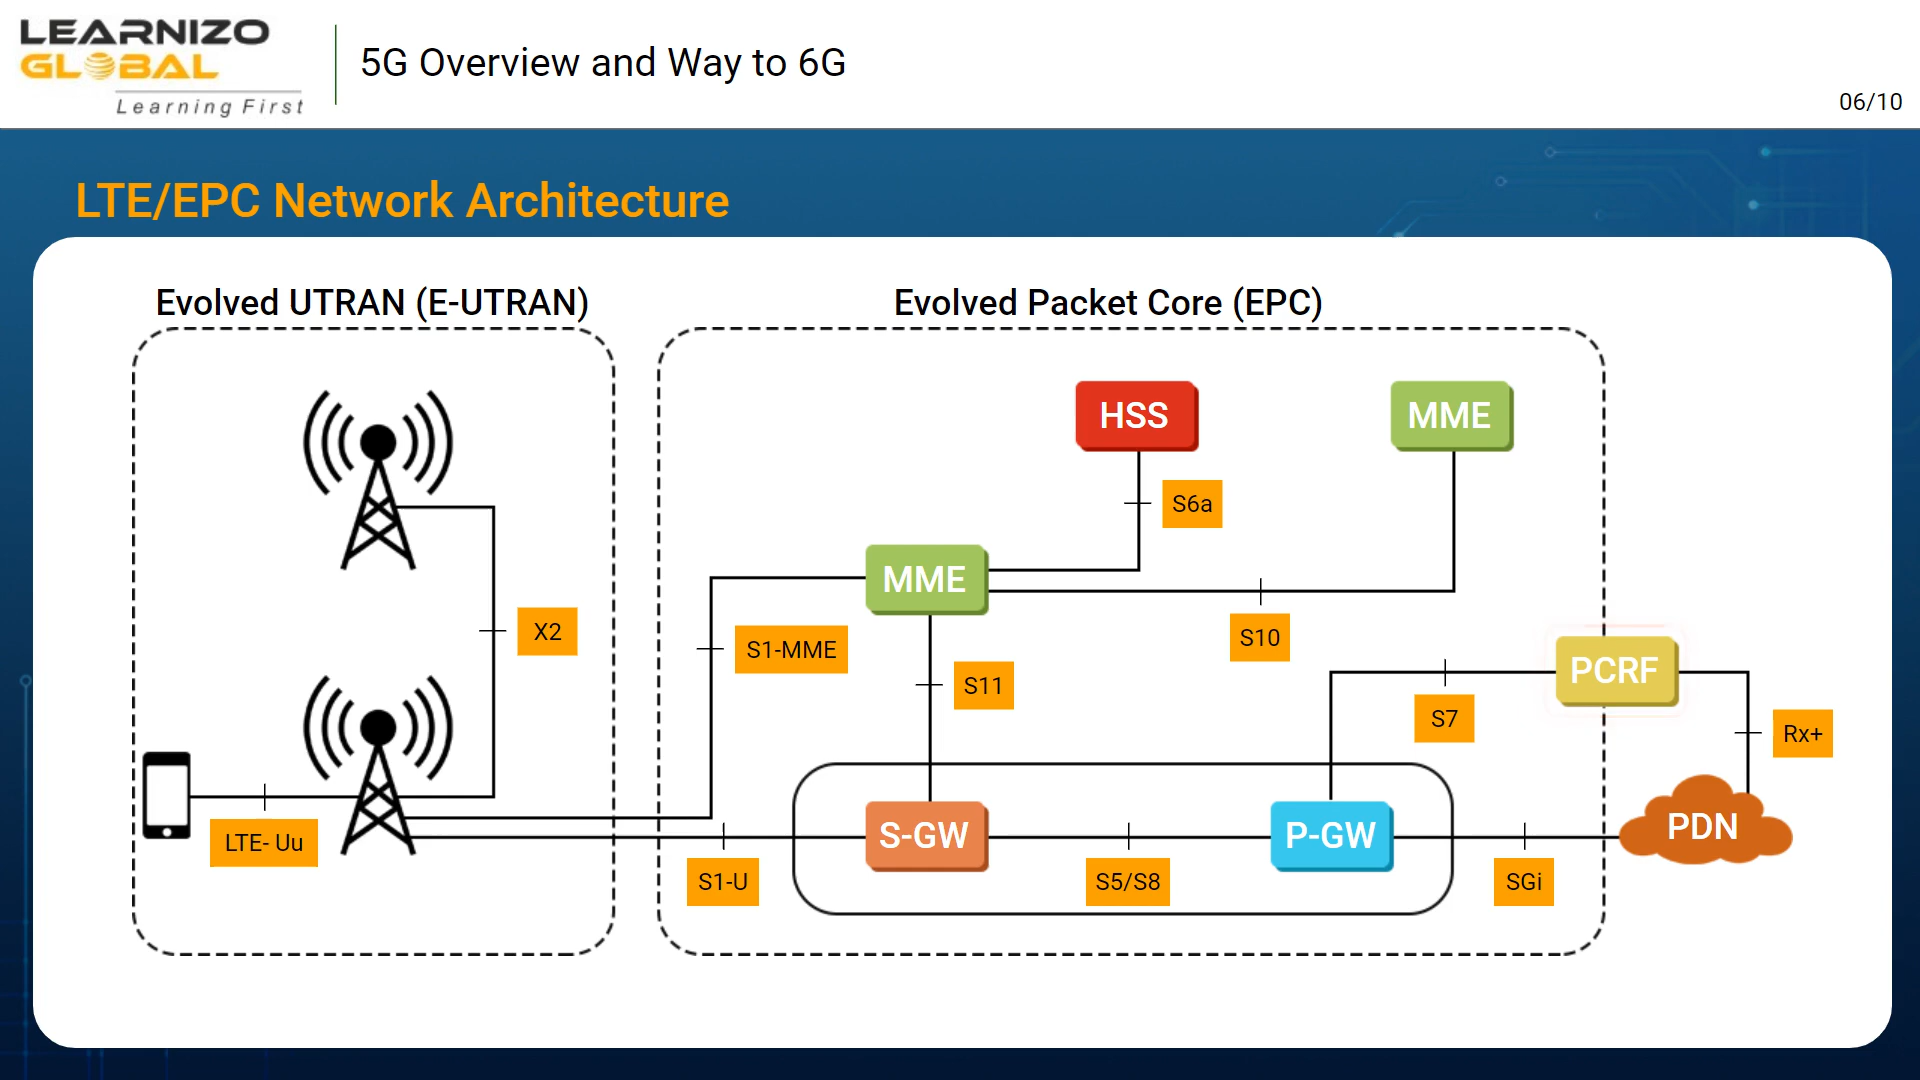 LEARNIZO
GLOBAL
Learning First
5G Overview and Way to 6G
06/10
LTE/EPC Network Architecture
Evolved UTRAN (E-UTRAN)
Evolved Packet Core (EPC)
HSS
MME
S6a
MME
X2
S1-MME
S10
S11
PCRF
S7
Rx+
LTE- Uu
S-GW
P-GW
PDN
S1-U
S5/S8
SGi